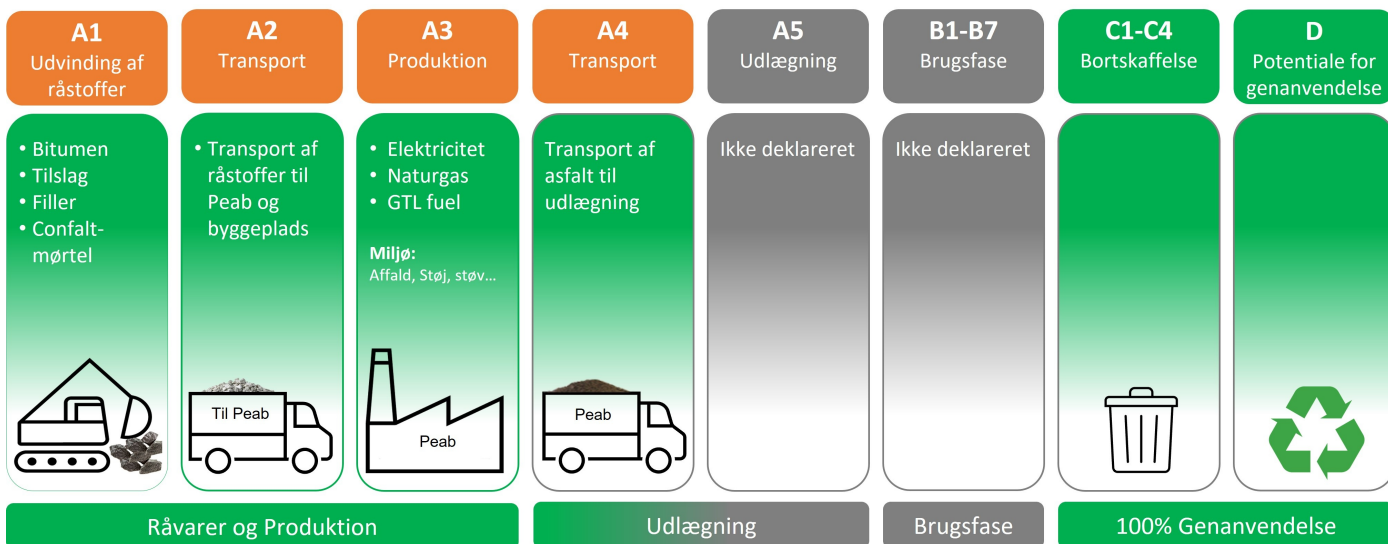 A1
Udvinding af
råstoffer
A2
Transport
A3
Produktion
A4
Transport
A5
Udlægning
B1-B7
Brugsfase
C1-C4
Bortskaffelse
D
Potentiale for
genanvendelse
• Bitumen
• Tilslag
• Filler
• Confalt-
mørtel
• Transport af
råstoffer til
Peab og
byggeplads
• Elektricitet
• Naturgas
• GTL fuel
Miljø:
Affald, Støj, støv...
Transport af
asfalt til
udlægning
Ikke deklareret
Ikke deklareret
Til Peab
Peab
Peab
Råvarer og Produktion
Udlægning
Brugsfase
100% Genanvendelse